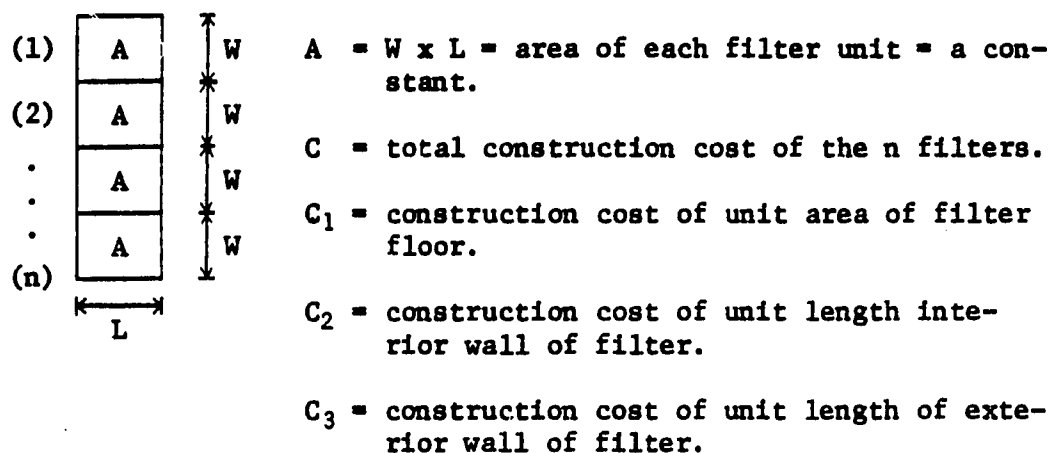 (1) A W
(2) A W
. A W
.
. A W
(n)
L
A = W x L = area of each filter unit = a con-
stant.
C = total construction cost of the n filters.
C₁ = construction cost of unit area of filter
floor.
C₂ = construction cost of unit length inte-
rior wall of filter.
C₃ = construction cost of unit length of exte-
rior wall of filter.